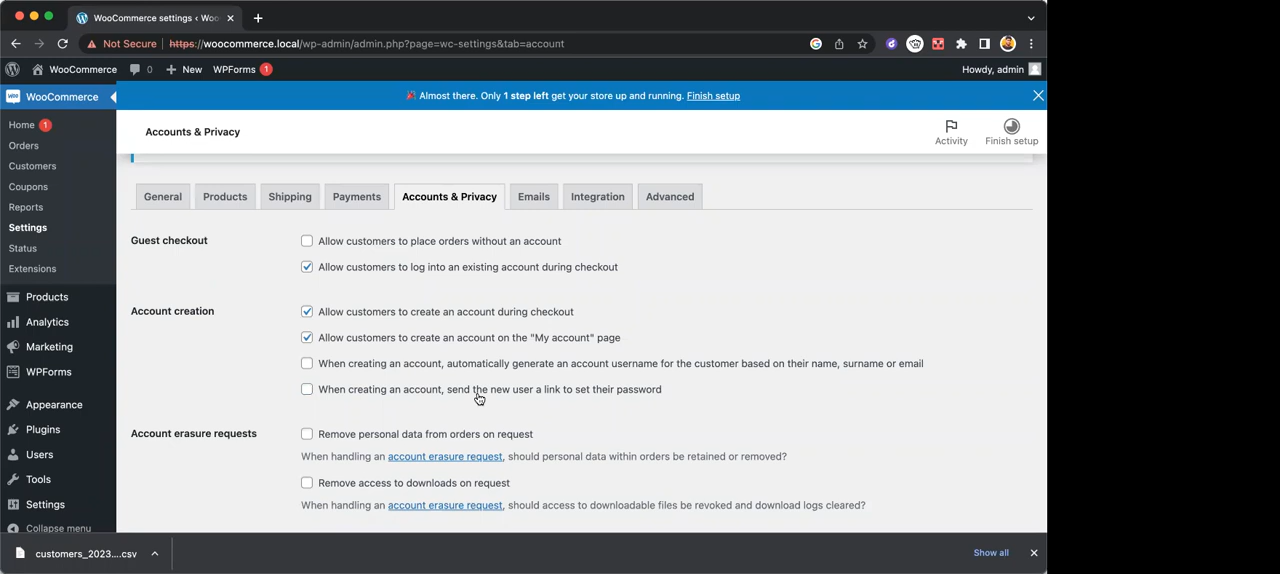 WooCommerce settings ‹ Woo
Not Secure | https://woocommerce.local/wp-admin/admin.php?page=wc-settings&tab=account
WooCommerce 0 New WPForms 1 Howdy, admin
WooCommerce
Almost there. Only 1 step left get your store up and running. Finish setup
Home 1
Orders
Customers
Coupons
Reports
Settings
Status
Extensions
Products
Analytics
Marketing
WPForms
Appearance
Plugins
Users
Tools
Settings
Collapse menu
Accounts & Privacy
Activity
Finish setup
General Products Shipping Payments Accounts & Privacy Emails Integration Advanced
Guest checkout
Allow customers to place orders without an account
Allow customers to log into an existing account during checkout
Account creation
Allow customers to create an account during checkout
Allow customers to create an account on the "My account" page
When creating an account, automatically generate an account username for the customer based on their name, surname or email
When creating an account, send the new user a link to set their password
Account erasure requests
Remove personal data from orders on request
When handling an account erasure request, should personal data within orders be retained or removed?
Remove access to downloads on request
When handling an account erasure request, should access to downloadable files be revoked and download logs cleared?
customers_2023....csv
Show all